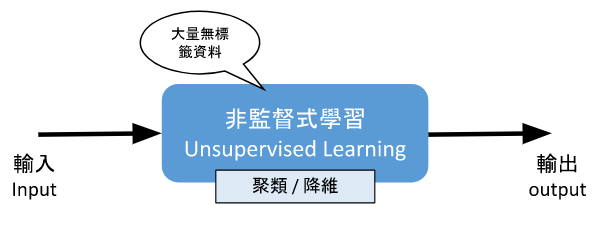 大量無標
籤資料
非監督式學習
Unsupervised Learning
聚類 / 降維
輸入
Input
輸出
output